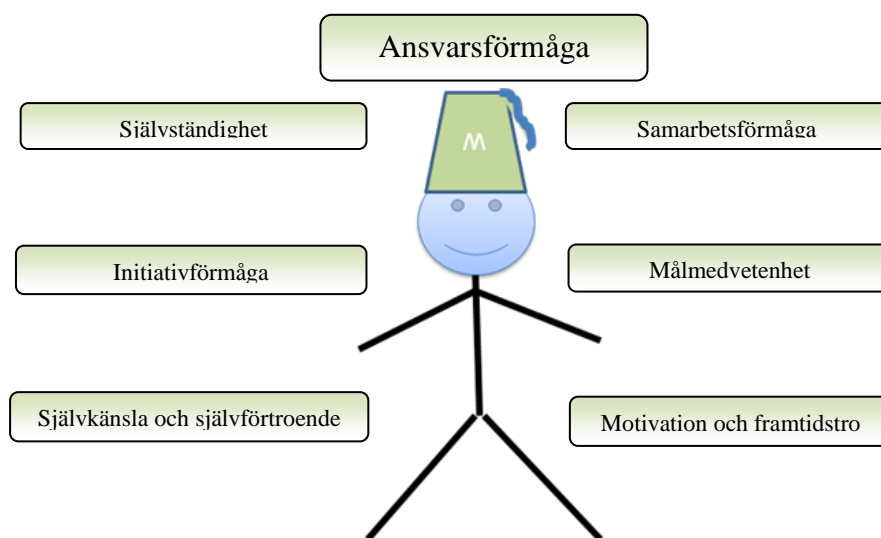 Ansvarsförmåga
Självständighet
Samarbetsförmåga
W
Initiativförmåga
Målmedvetenhet
Självkänsla och självförtroende
Motivation och framtidstro